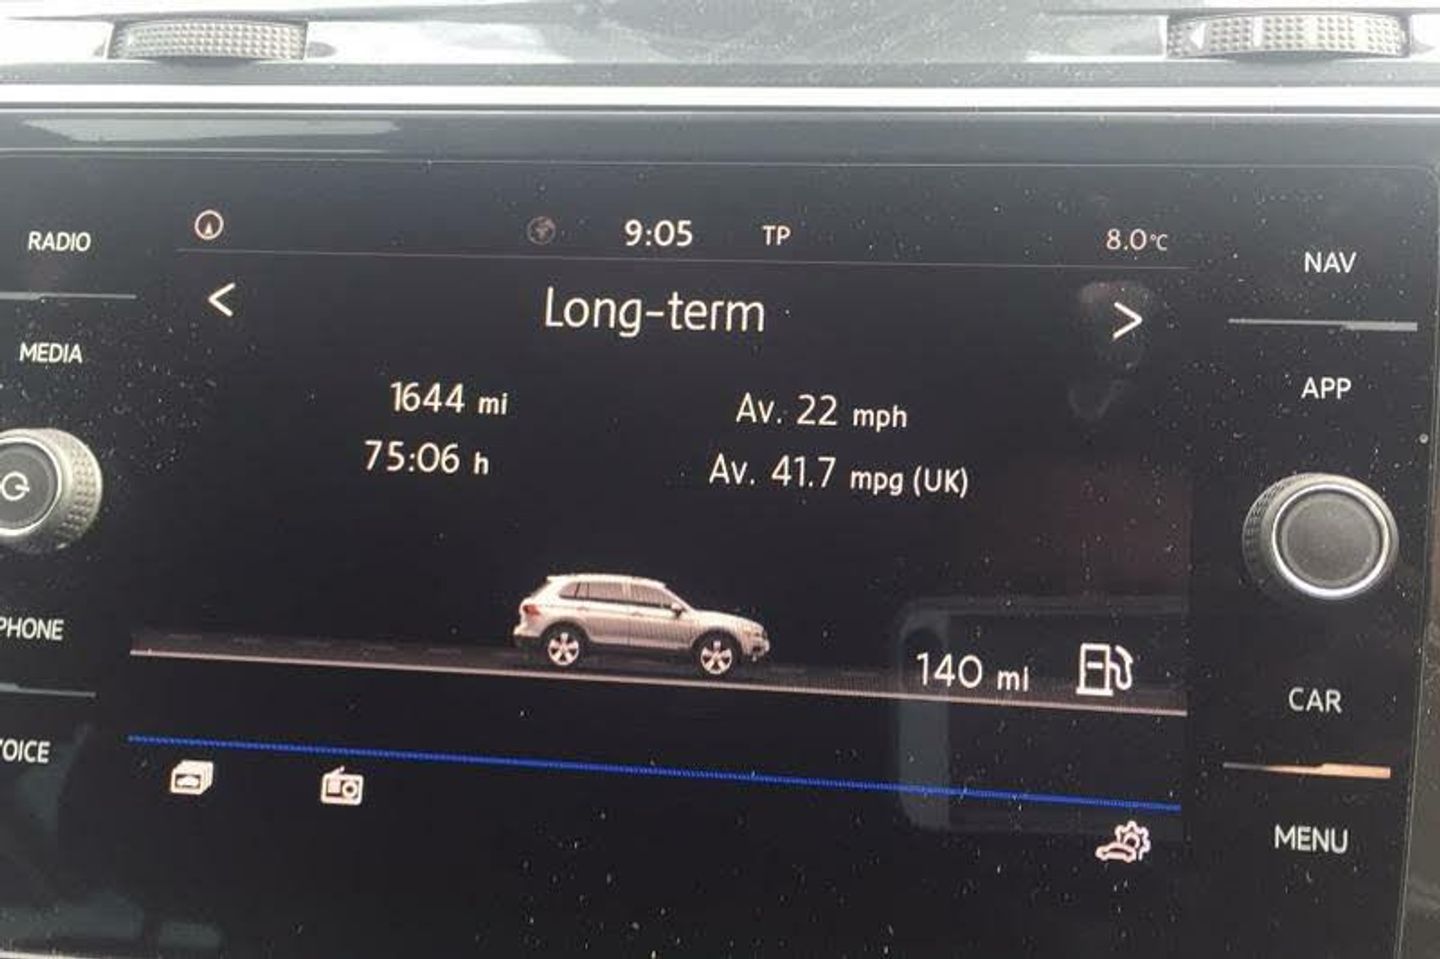 9:05 TP 8.0°C
RADIO
NAV
< Long-term >
MEDIA
APP
1644 mi Av. 22 mph
75:06 h Av. 41.7 mpg (UK)
PHONE
140 mi
CAR
VOICE
MENU